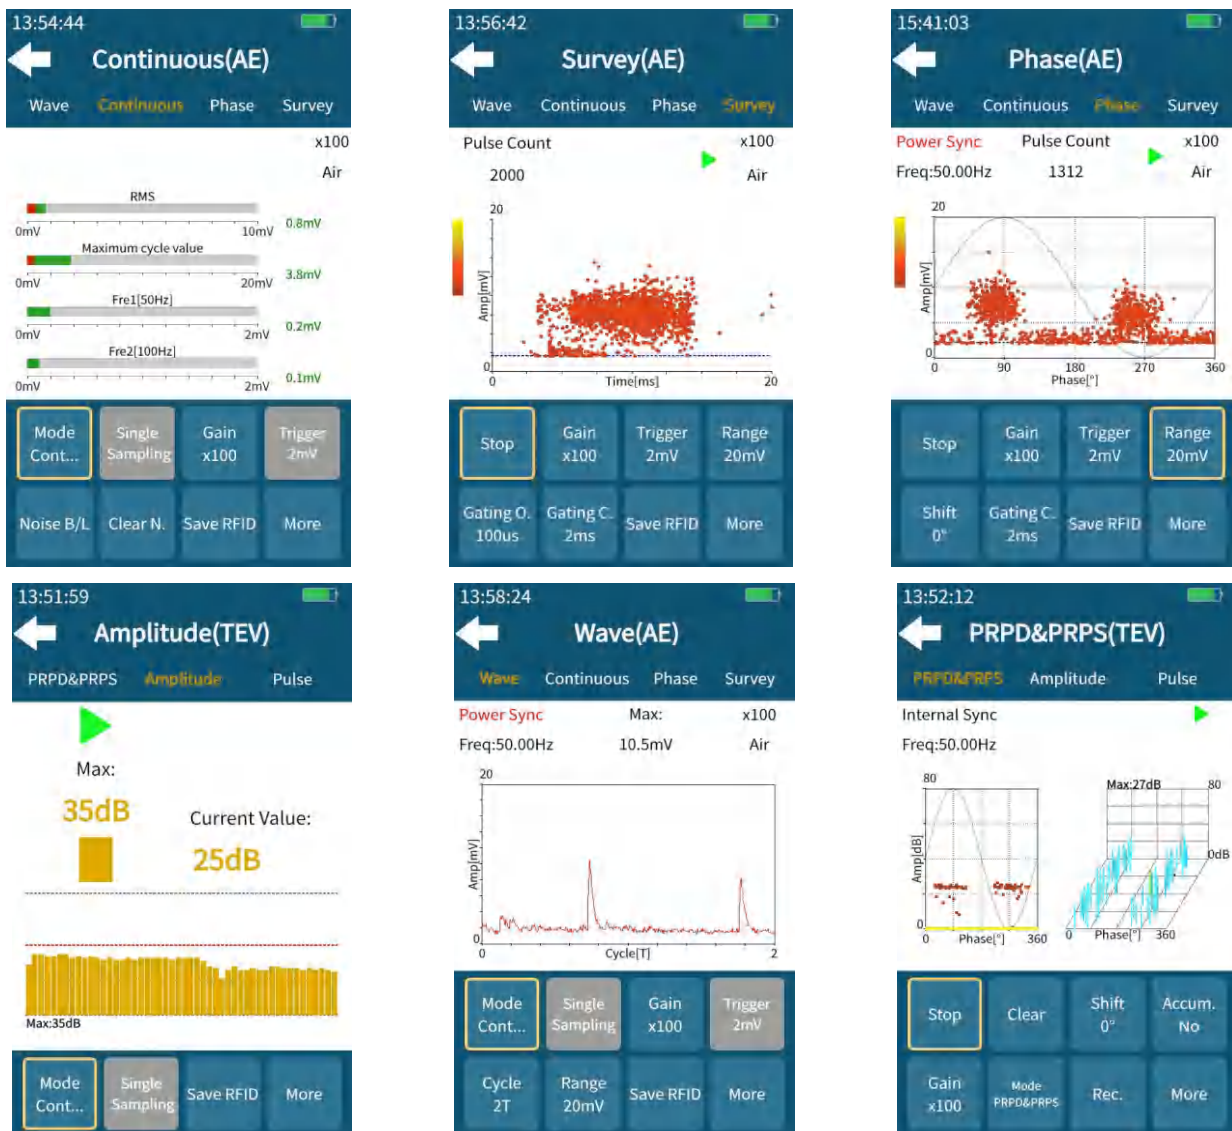 13:54:44
Continuous(AE)
Wave Continuous Phase Survey
x100
Air
RMS
0mV 10mV 0.8mV
Maximum cycle value
0mV 20mV 3.8mV
Fre1[50Hz]
0mV 2mV 0.2mV
Fre2[100Hz]
0mV 2mV 0.1mV
Mode Cont...
Single Sampling
Gain x100
Trigger 2mV
Noise B/L Clear N. Save RFID More
13:56:42
Survey(AE)
Wave Continuous Phase Survey
Pulse Count x100
2000 Air
20
Amp[mV]
0
0 Time[ms] 20
Stop
Gain x100
Trigger 2mV
Range 20mV
Gating O. 100us
Gating C. 2ms
Save RFID More
15:41:03
Phase(AE)
Wave Continuous Phase Survey
Power Sync Pulse Count x100
Freq:50.00Hz 1312 Air
20
Amp[mV]
0
0 90 180 270 360
Phase[°]
Stop
Gain x100
Trigger 2mV
Range 20mV
Shift 0°
Gating C. 2ms
Save RFID More
13:51:59
Amplitude(TEV)
PRPD&PRPS Amplitude Pulse
Max:
35dB
Current Value:
25dB
Max:35dB
Mode Cont...
Single Sampling
Save RFID More
13:58:24
Wave(AE)
Wave Continuous Phase Survey
Power Sync Max: x100
Freq:50.00Hz 10.5mV Air
20
Amp[mV]
0
0 Cycle[T] 2
Mode Cont...
Single Sampling
Gain x100
Trigger 2mV
Cycle 2T
Range 20mV
Save RFID More
13:52:12
PRPD&PRPS(TEV)
PRPD&PRPS Amplitude Pulse
Internal Sync
Freq:50.00Hz
80
Amp[dB]
0
0 Phase[°] 360
Max:27dB 80
0dB
0 Phase[°] 360
Stop Clear
Shift 0°
Accum. No
Gain x100
Mode PRPD&PRPS
Rec. More